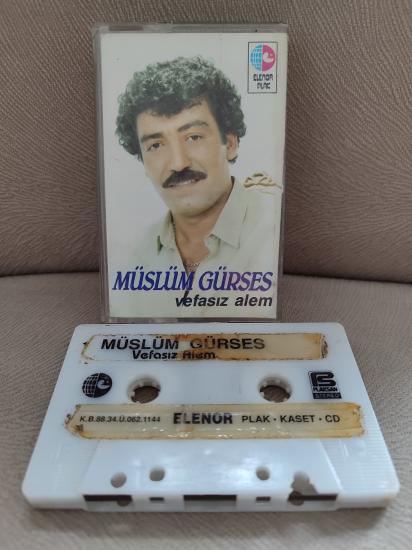 ELENOR
PLAK
MÜSLÜM GÜRSES
vefasız alem
MÜSLÜM GÜRSES
Vefasız Alem
STEREO
K.B.88.34.Ü.062.1144 ELENOR PLAK · KASET · CD